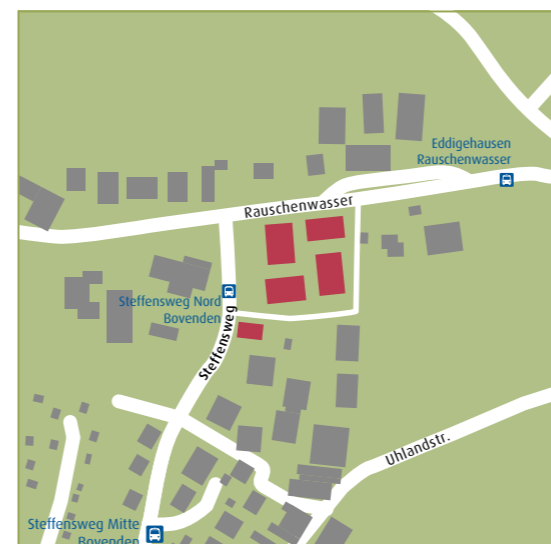 Eddigehausen
Rauschenwasser
Rauschenwasser
Steffensweg Nord
Bovenden
Steffensweg
Uhlandstr.
Steffensweg Mitte
Bovenden